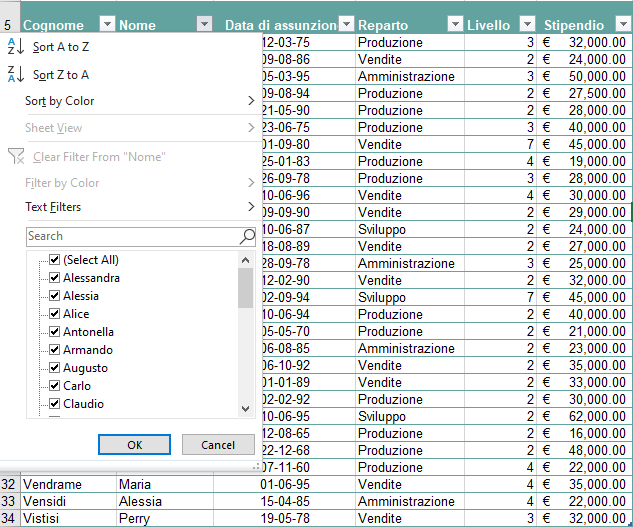 5 Cognome Nome Data di assunzion Reparto Livello Stipendio
Sort A to Z
Sort Z to A
Sort by Color
Sheet View
Clear Filter From "Nome"
Filter by Color
Text Filters
Search
(Select All)
Alessandra
Alessia
Alice
Antonella
Armando
Augusto
Carlo
Claudio
OK Cancel
12-03-75 Produzione 3 € 32,000.00
09-08-86 Vendite 2 € 24,000.00
05-03-95 Amministrazione 3 € 50,000.00
09-08-94 Produzione 2 € 27,500.00
21-05-90 Produzione 2 € 28,000.00
23-06-75 Produzione 3 € 40,000.00
01-09-80 Vendite 7 € 45,000.00
25-01-83 Produzione 4 € 19,000.00
26-09-78 Produzione 3 € 28,000.00
10-06-96 Vendite 4 € 30,000.00
09-09-90 Vendite 2 € 29,000.00
10-06-87 Sviluppo 2 € 24,000.00
18-08-89 Vendite 2 € 27,000.00
28-09-78 Amministrazione 3 € 25,000.00
12-02-90 Vendite 2 € 32,000.00
02-09-94 Sviluppo 7 € 45,000.00
10-06-94 Produzione 2 € 40,000.00
05-05-70 Produzione 2 € 21,000.00
06-08-85 Amministrazione 2 € 23,000.00
06-10-92 Vendite 2 € 35,000.00
01-01-89 Vendite 2 € 33,000.00
02-02-92 Produzione 2 € 30,000.00
10-06-95 Sviluppo 2 € 62,000.00
12-08-65 Produzione 2 € 16,000.00
22-12-68 Produzione 2 € 48,000.00
07-11-60 Produzione 4 € 22,000.00
32 Vendrame Maria 01-06-95 Vendite 4 € 35,000.00
33 Vensidi Alessia 15-04-85 Amministrazione 4 € 22,000.00
34 Vistisi Perry 19-05-78 Vendite 3 € 32,000.00